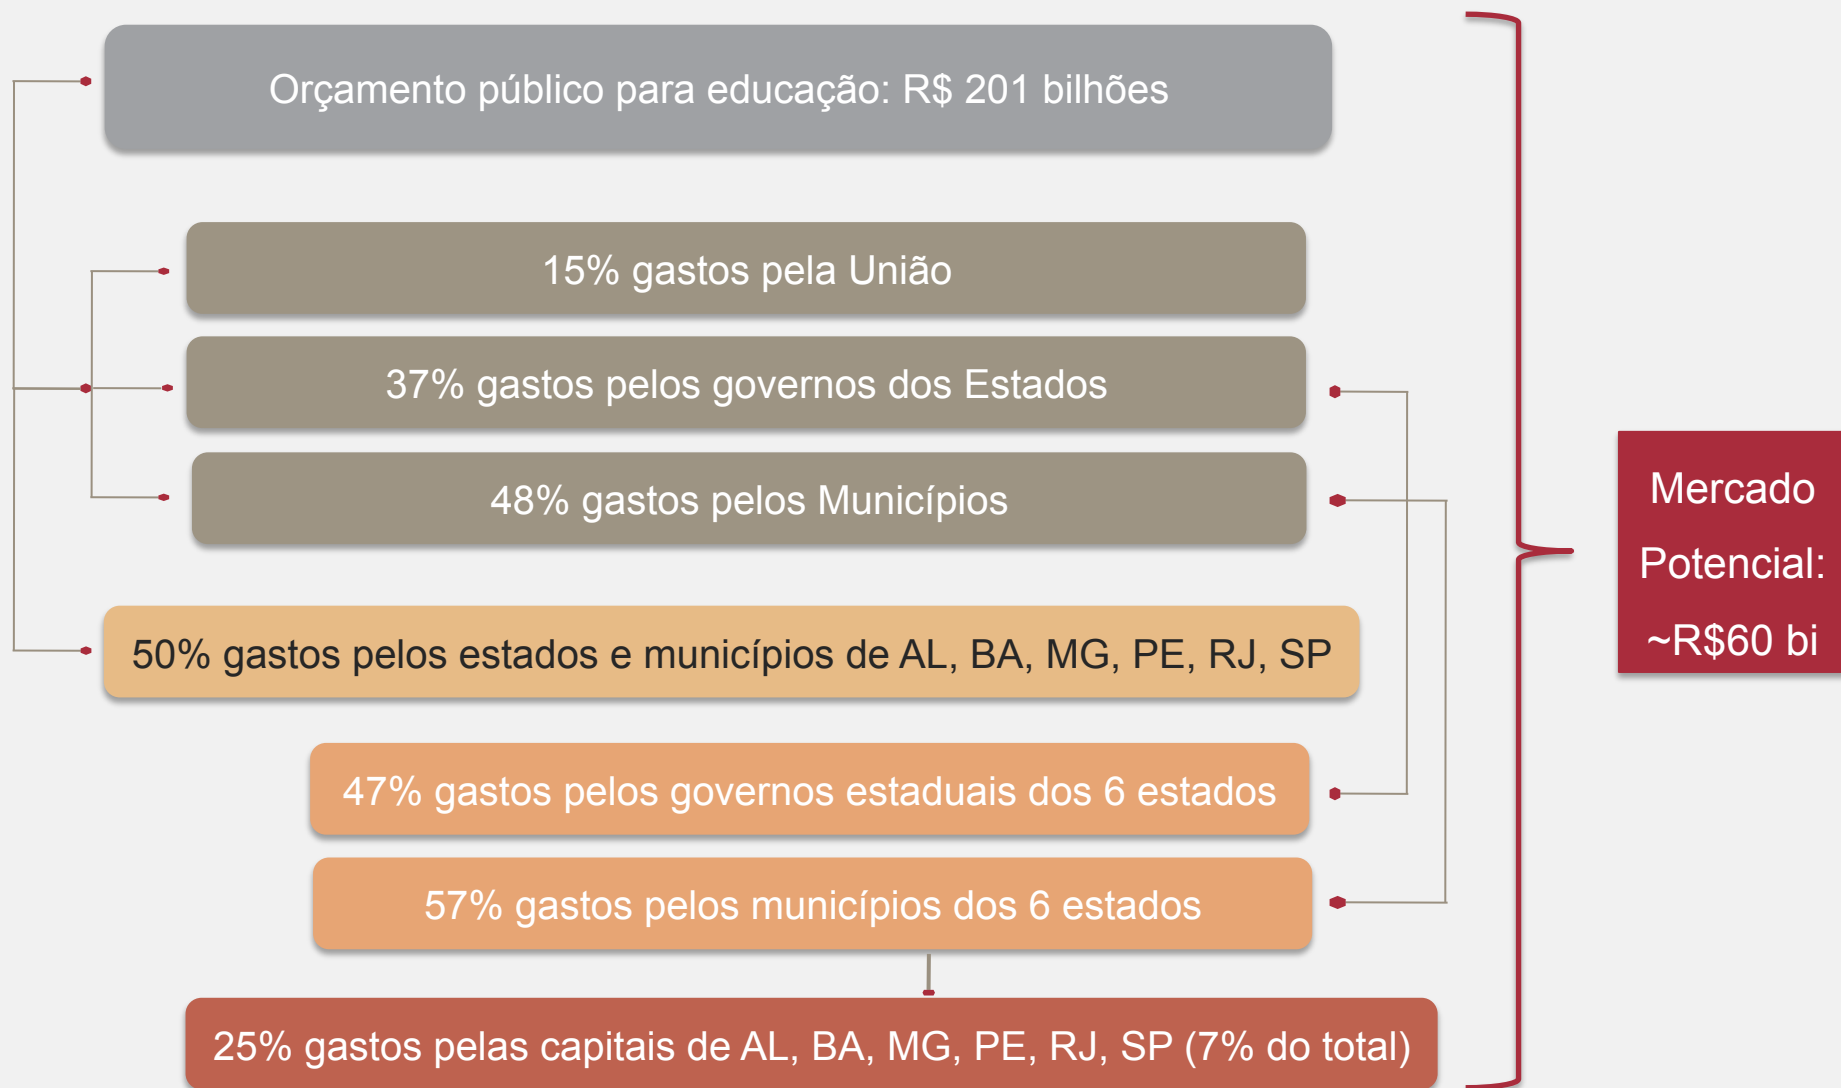 Orçamento público para educação: R$ 201 bilhões
15% gastos pela União
37% gastos pelos governos dos Estados
48% gastos pelos Municípios
50% gastos pelos estados e municípios de AL, BA, MG, PE, RJ, SP
47% gastos pelos governos estaduais dos 6 estados
57% gastos pelos municípios dos 6 estados
25% gastos pelas capitais de AL, BA, MG, PE, RJ, SP (7% do total)
Mercado
Potencial:
~R$60 bi